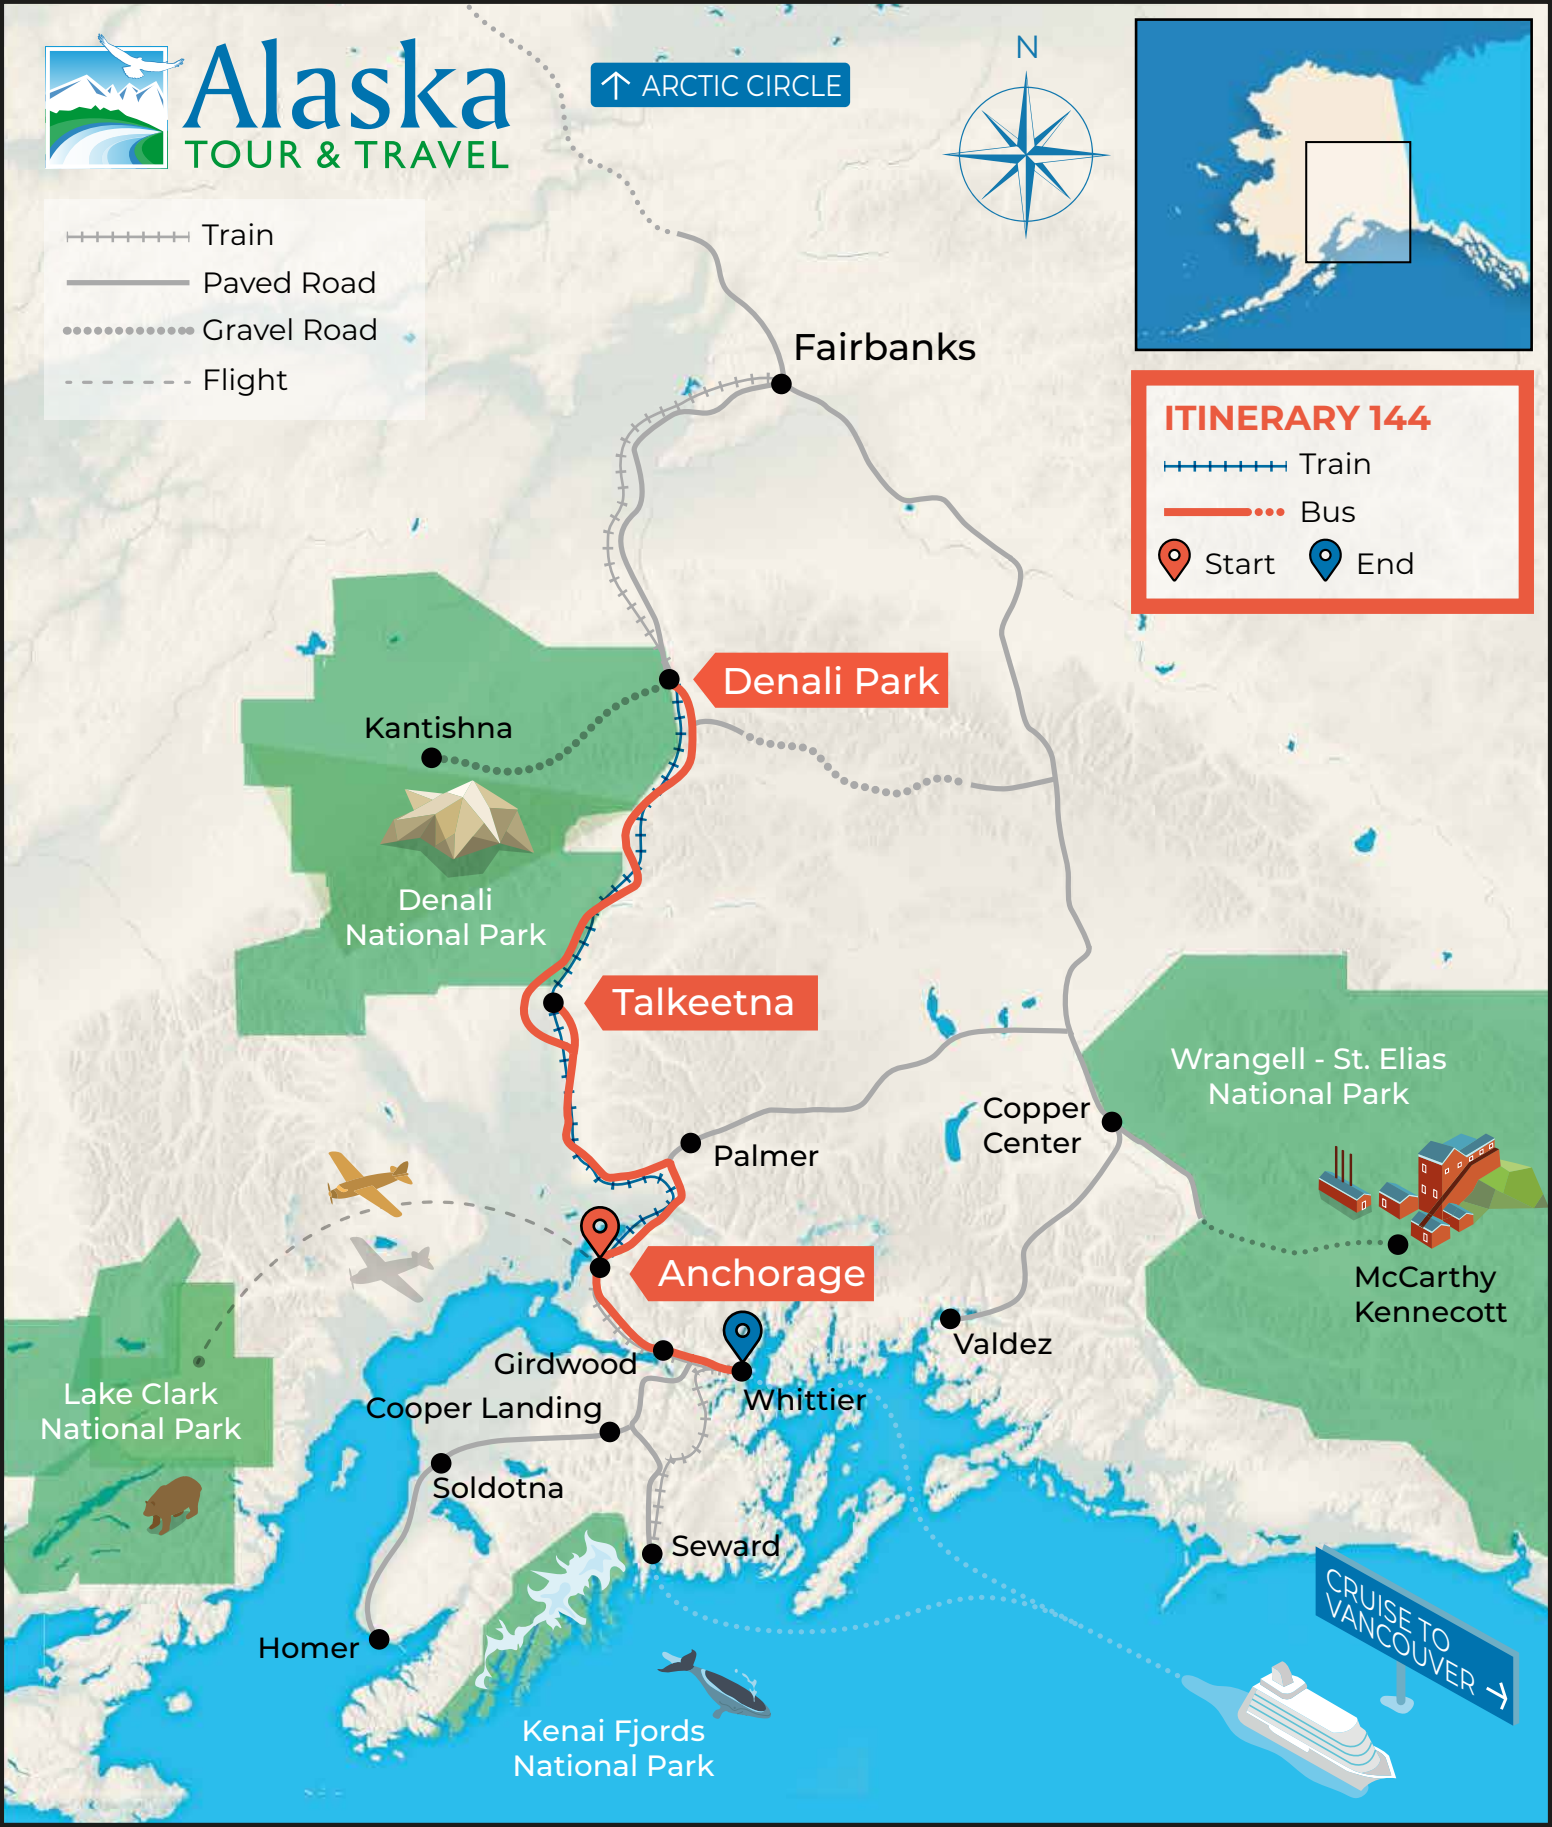 Alaska
TOUR & TRAVEL
↑ ARCTIC CIRCLE
N
Train
Paved Road
Gravel Road
Flight
ITINERARY 144
Train
Bus
Start
End
Fairbanks
Denali Park
Kantishna
Denali
National Park
Talkeetna
Wrangell - St. Elias
National Park
Copper
Center
Palmer
Anchorage
McCarthy
Kennecott
Valdez
Girdwood
Whittier
Cooper Landing
Lake Clark
National Park
Soldotna
Seward
Homer
CRUISE TO
VANCOUVER →
Kenai Fjords
National Park